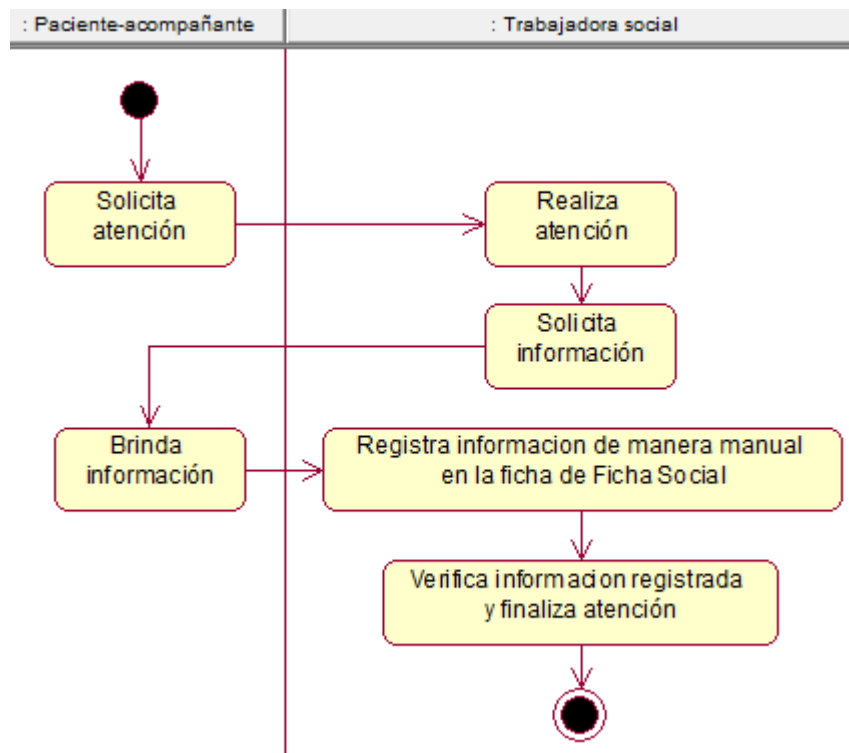 : Paciente-acompañante
: Trabajadora social
Solicita
atención
Realiza
atención
Solicita
información
Brinda
información
Registra informacion de manera manual
en la ficha de Ficha Social
Verifica informacion registrada
y finaliza atención